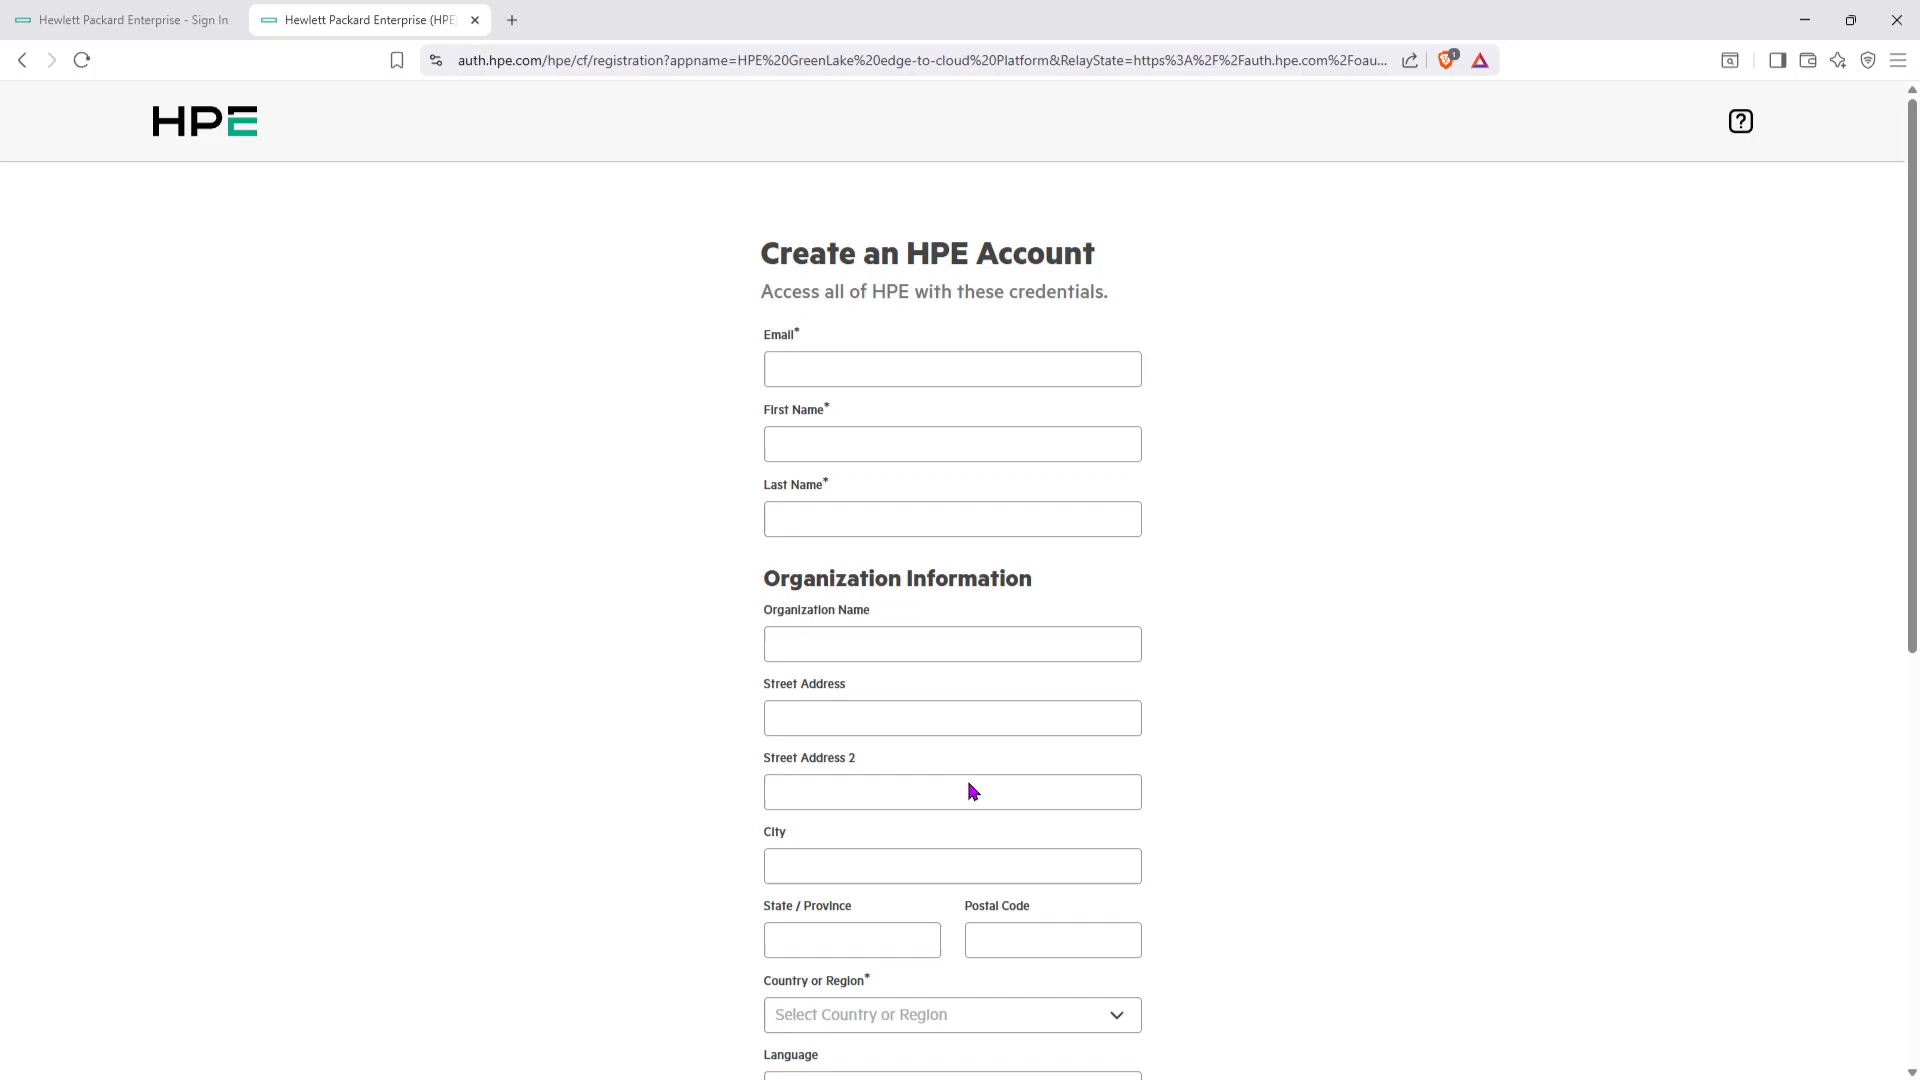 Hewlett Packard Enterprise - Sign In
Hewlett Packard Enterprise (HPE
auth.hpe.com/hpe/cf/registration?appname=HPE%20GreenLake%20edge-to-cloud%20Platform&RelayState=https%3A%2F%2Fauth.hpe.com%2Foau...
1
HPE
?
Create an HPE Account
Access all of HPE with these credentials.
Email*
First Name*
Last Name*
Organization Information
Organization Name
Street Address
Street Address 2
City
State / Province Postal Code
Country or Region*
Select Country or Region
Language